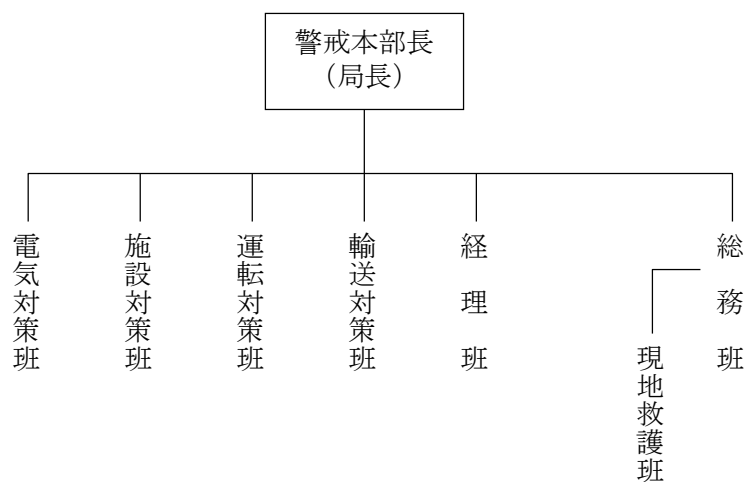 警戒本部長
（局長）
総務班
現地救護班
経理班
輸送対策班
運転対策班
施設対策班
電気対策班